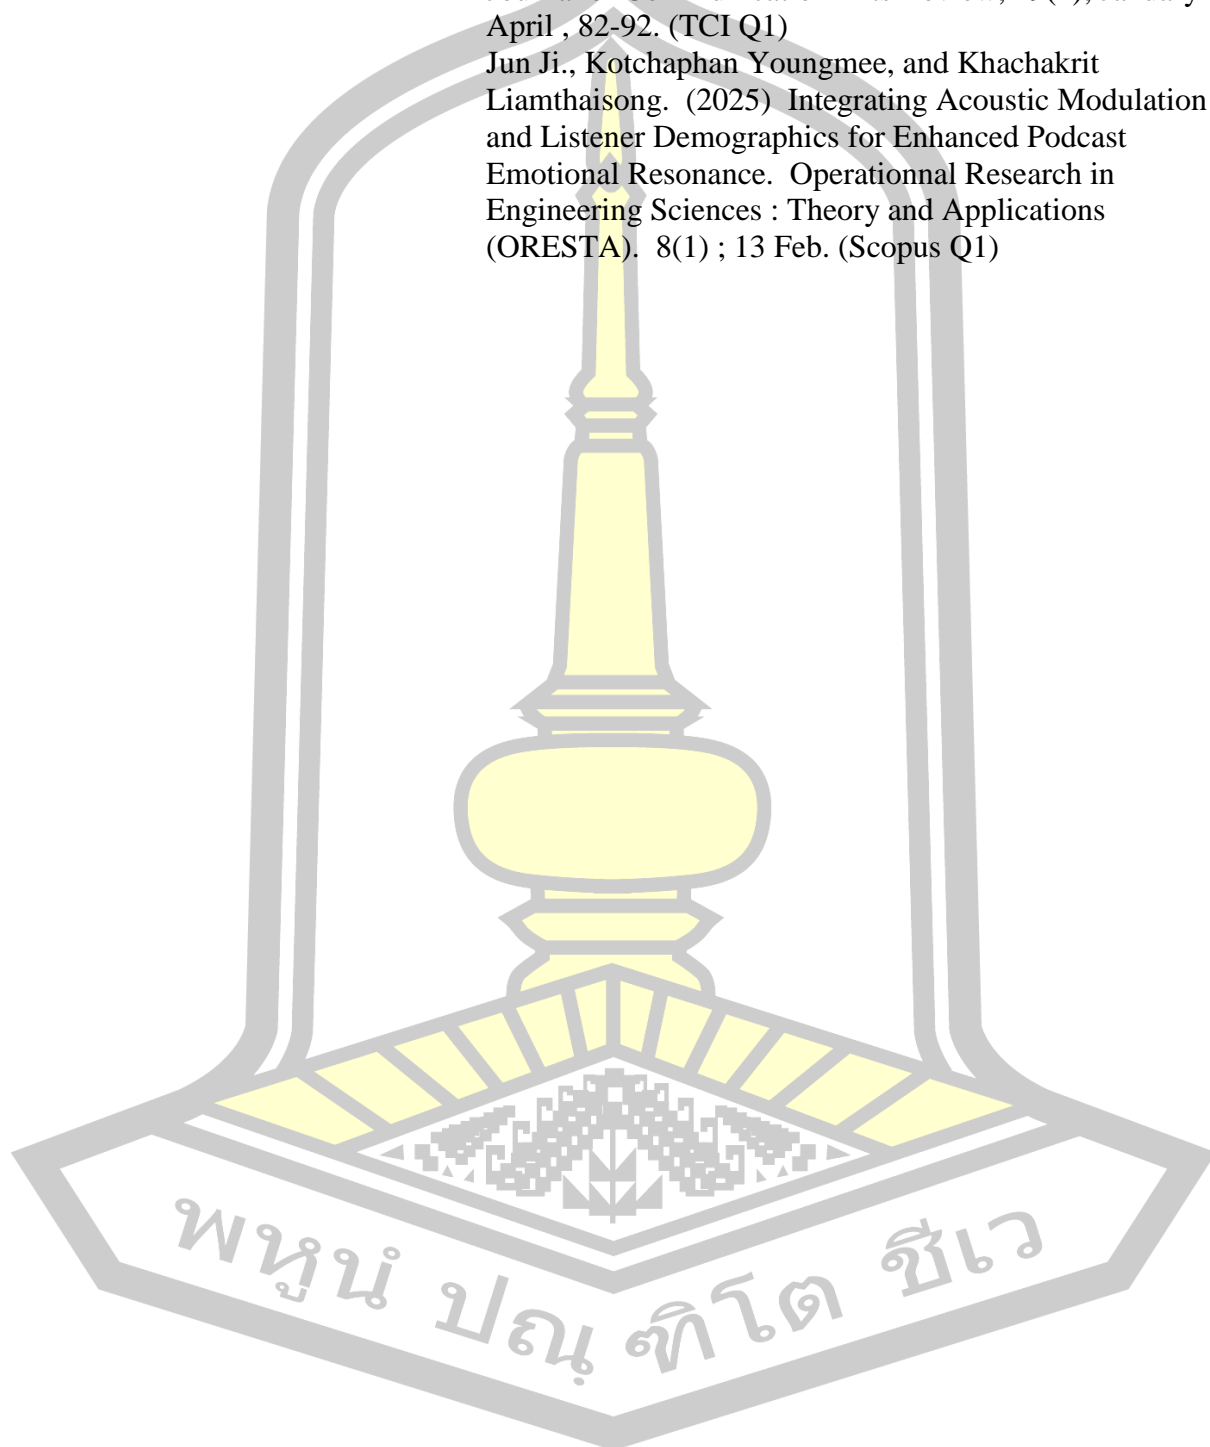 April , 82-92. (TCI Q1)
Jun Ji., Kotchaphan Youngmee, and Khachakrit
Liamthaisong. (2025) Integrating Acoustic Modulation
and Listener Demographics for Enhanced Podcast
Emotional Resonance. Operationnal Research in
Engineering Sciences : Theory and Applications
(ORESTA). 8(1) ; 13 Feb. (Scopus Q1)
พหูนํ ปณฺฑิโต ชีเว